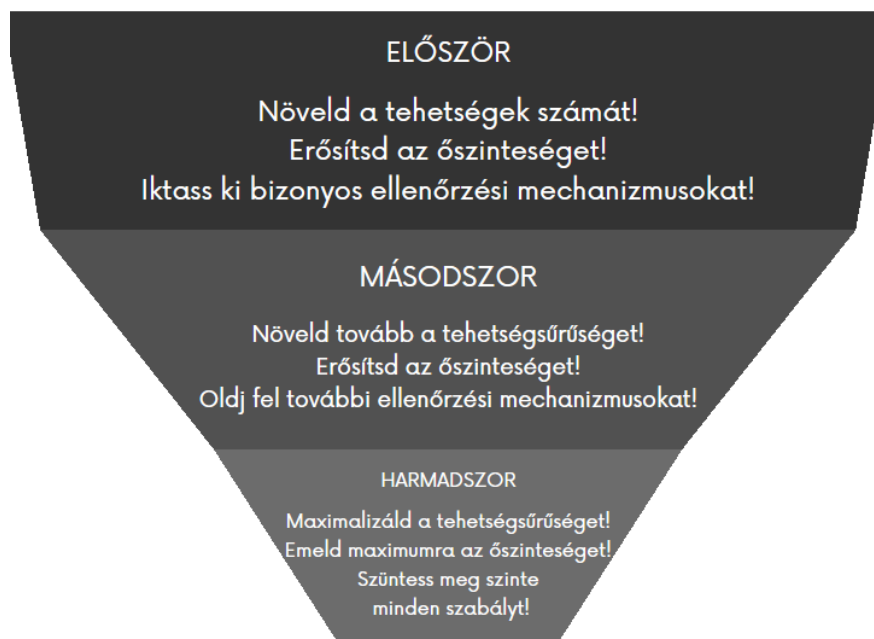 ELŐSZÖR
Növeld a tehetségek számát!
Erősítsd az őszinteséget!
Iktass ki bizonyos ellenőrzési mechanizmusokat!
MÁSODSZOR
Növeld tovább a tehetségsűrűséget!
Erősítsd az őszinteséget!
Oldj fel további ellenőrzési mechanizmusokat!
HARMADSZOR
Maximalizáld a tehetségsűrűséget!
Emeld maximumra az őszinteséget!
Szüntess meg szinte
minden szabályt!